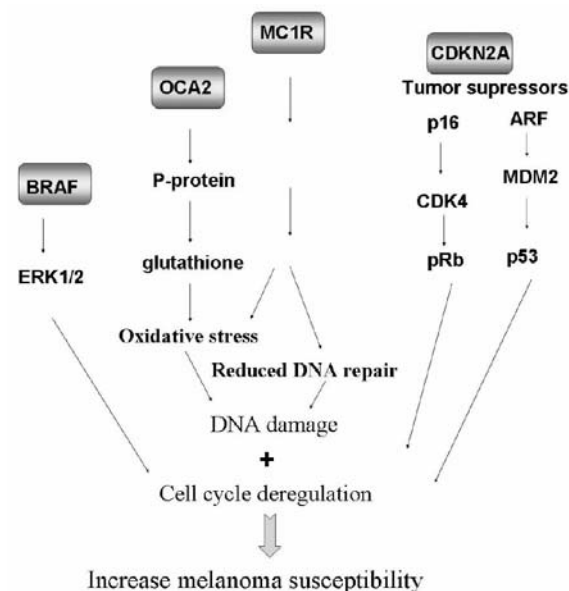 MC1R
CDKN2A
Tumor supressors
OCA2
p16
ARF
BRAF
P-protein
MDM2
CDK4
ERK1/2
glutathione
pRb
p53
Oxidative stress
Reduced DNA repair
DNA damage
+
Cell cycle deregulation
Increase melanoma susceptibility